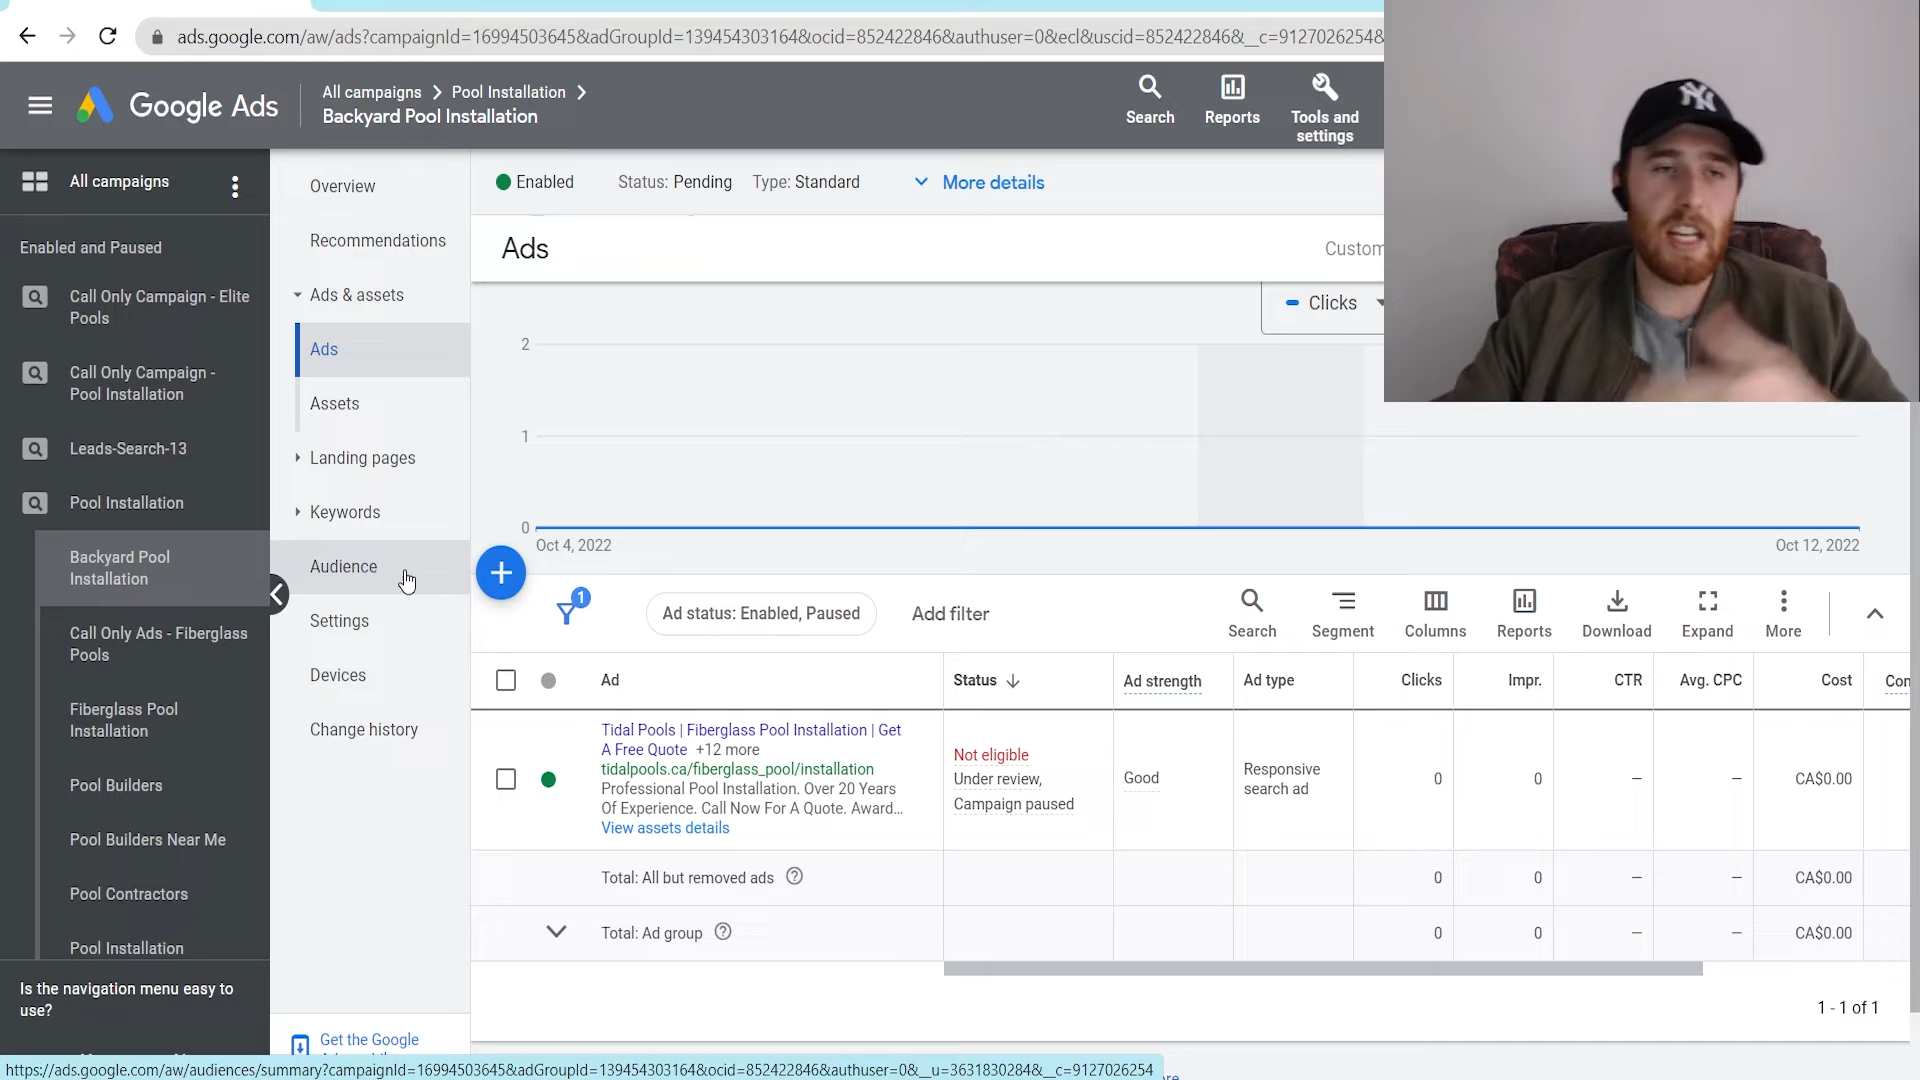 ads.google.com/aw/ads?campaignId=16994503645&adGroupId=139454303164&ocid=852422846&authuser=0&ecl&uscid=852422846&__c=9127026254&
Google Ads
All campaigns > Pool Installation >
Backyard Pool Installation
Search
Reports
Tools and
settings
All campaigns
Enabled and Paused
Call Only Campaign - Elite
Pools
Call Only Campaign -
Pool Installation
Leads-Search-13
Pool Installation
Backyard Pool
Installation
Call Only Ads - Fiberglass
Pools
Fiberglass Pool
Installation
Pool Builders
Pool Builders Near Me
Pool Contractors
Pool Installation
Is the navigation menu easy to
use?
Overview
Recommendations
Ads & assets
Ads
Assets
Landing pages
Keywords
Audience
Settings
Devices
Change history
Get the Google
Enabled
Status: Pending
Type: Standard
More details
Ads
Custom
Clicks
2
1
0
Oct 4, 2022
Oct 12, 2022
1
Ad status: Enabled, Paused
Add filter
Search
Segment
Columns
Reports
Download
Expand
More
Ad
Status
Ad strength
Ad type
Clicks
Impr.
CTR
Avg. CPC
Cost
Con
Tidal Pools | Fiberglass Pool Installation | Get
A Free Quote +12 more
tidalpools.ca/fiberglass_pool/installation
Professional Pool Installation. Over 20 Years
Of Experience. Call Now For A Quote. Award...
View assets details
Not eligible
Under review,
Campaign paused
Good
Responsive
search ad
0
0
—
—
CA$0.00
Total: All but removed ads
0
0
—
—
CA$0.00
Total: Ad group
0
0
—
—
CA$0.00
1 - 1 of 1
https://ads.google.com/aw/audiences/summary?campaignId=16994503645&adGroupId=139454303164&ocid=852422846&authuser=0&__u=3631830284&__c=9127026254
NY